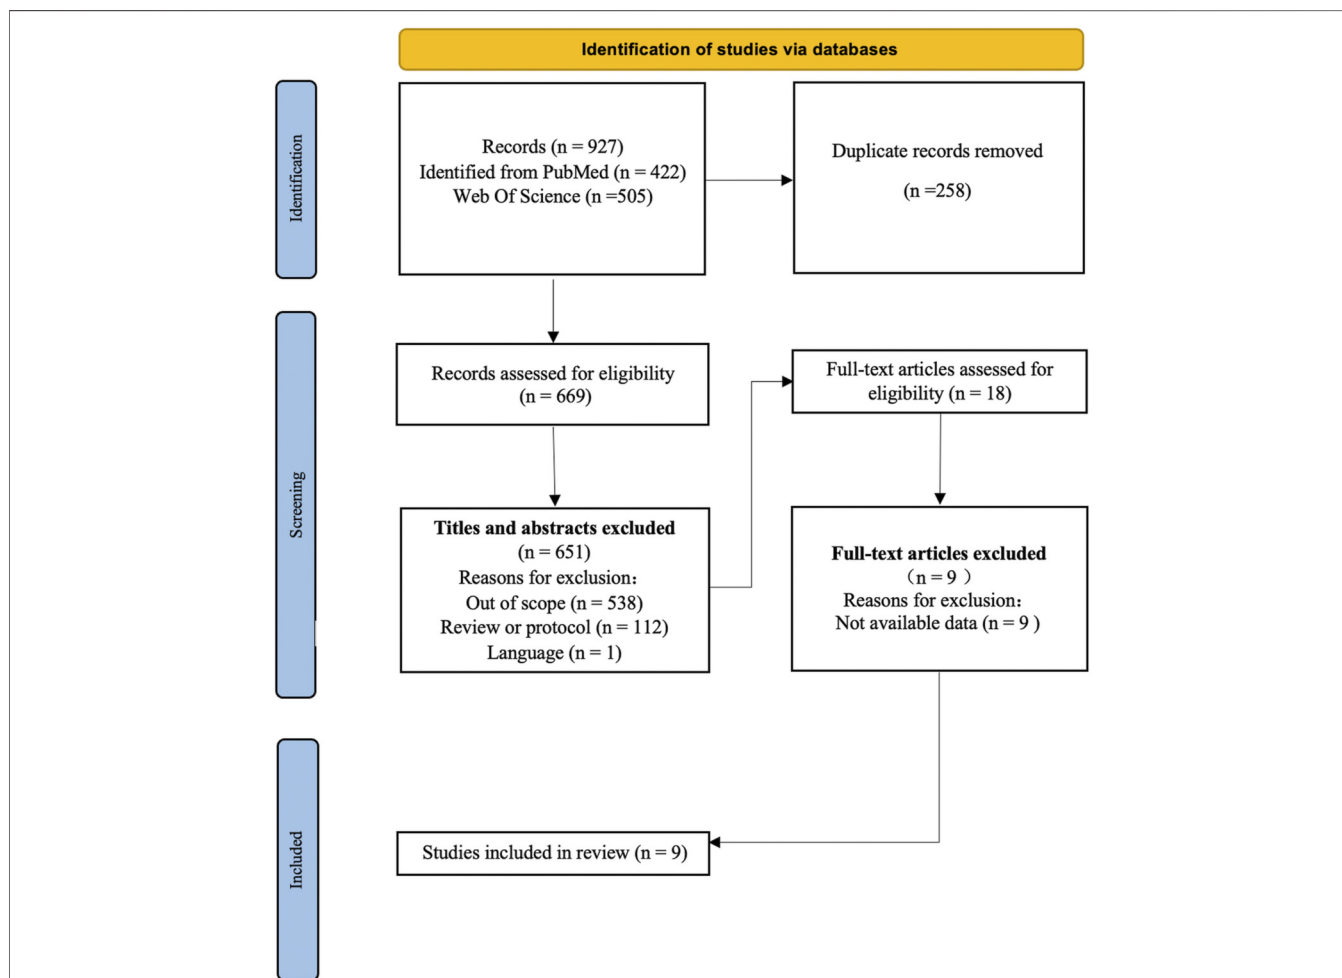 Identification of studies via databases
Identification
Records (n = 927)
Identified from PubMed (n = 422)
Web Of Science (n =505)
Duplicate records removed
(n =258)
Screening
Records assessed for eligibility
(n = 669)
Full-text articles assessed for
eligibility (n = 18)
Titles and abstracts excluded
(n = 651)
Reasons for exclusion：
Out of scope (n = 538)
Review or protocol (n = 112)
Language (n = 1)
Full-text articles excluded
（n = 9 ）
Reasons for exclusion：
Not available data (n = 9 )
Included
Studies included in review (n = 9)